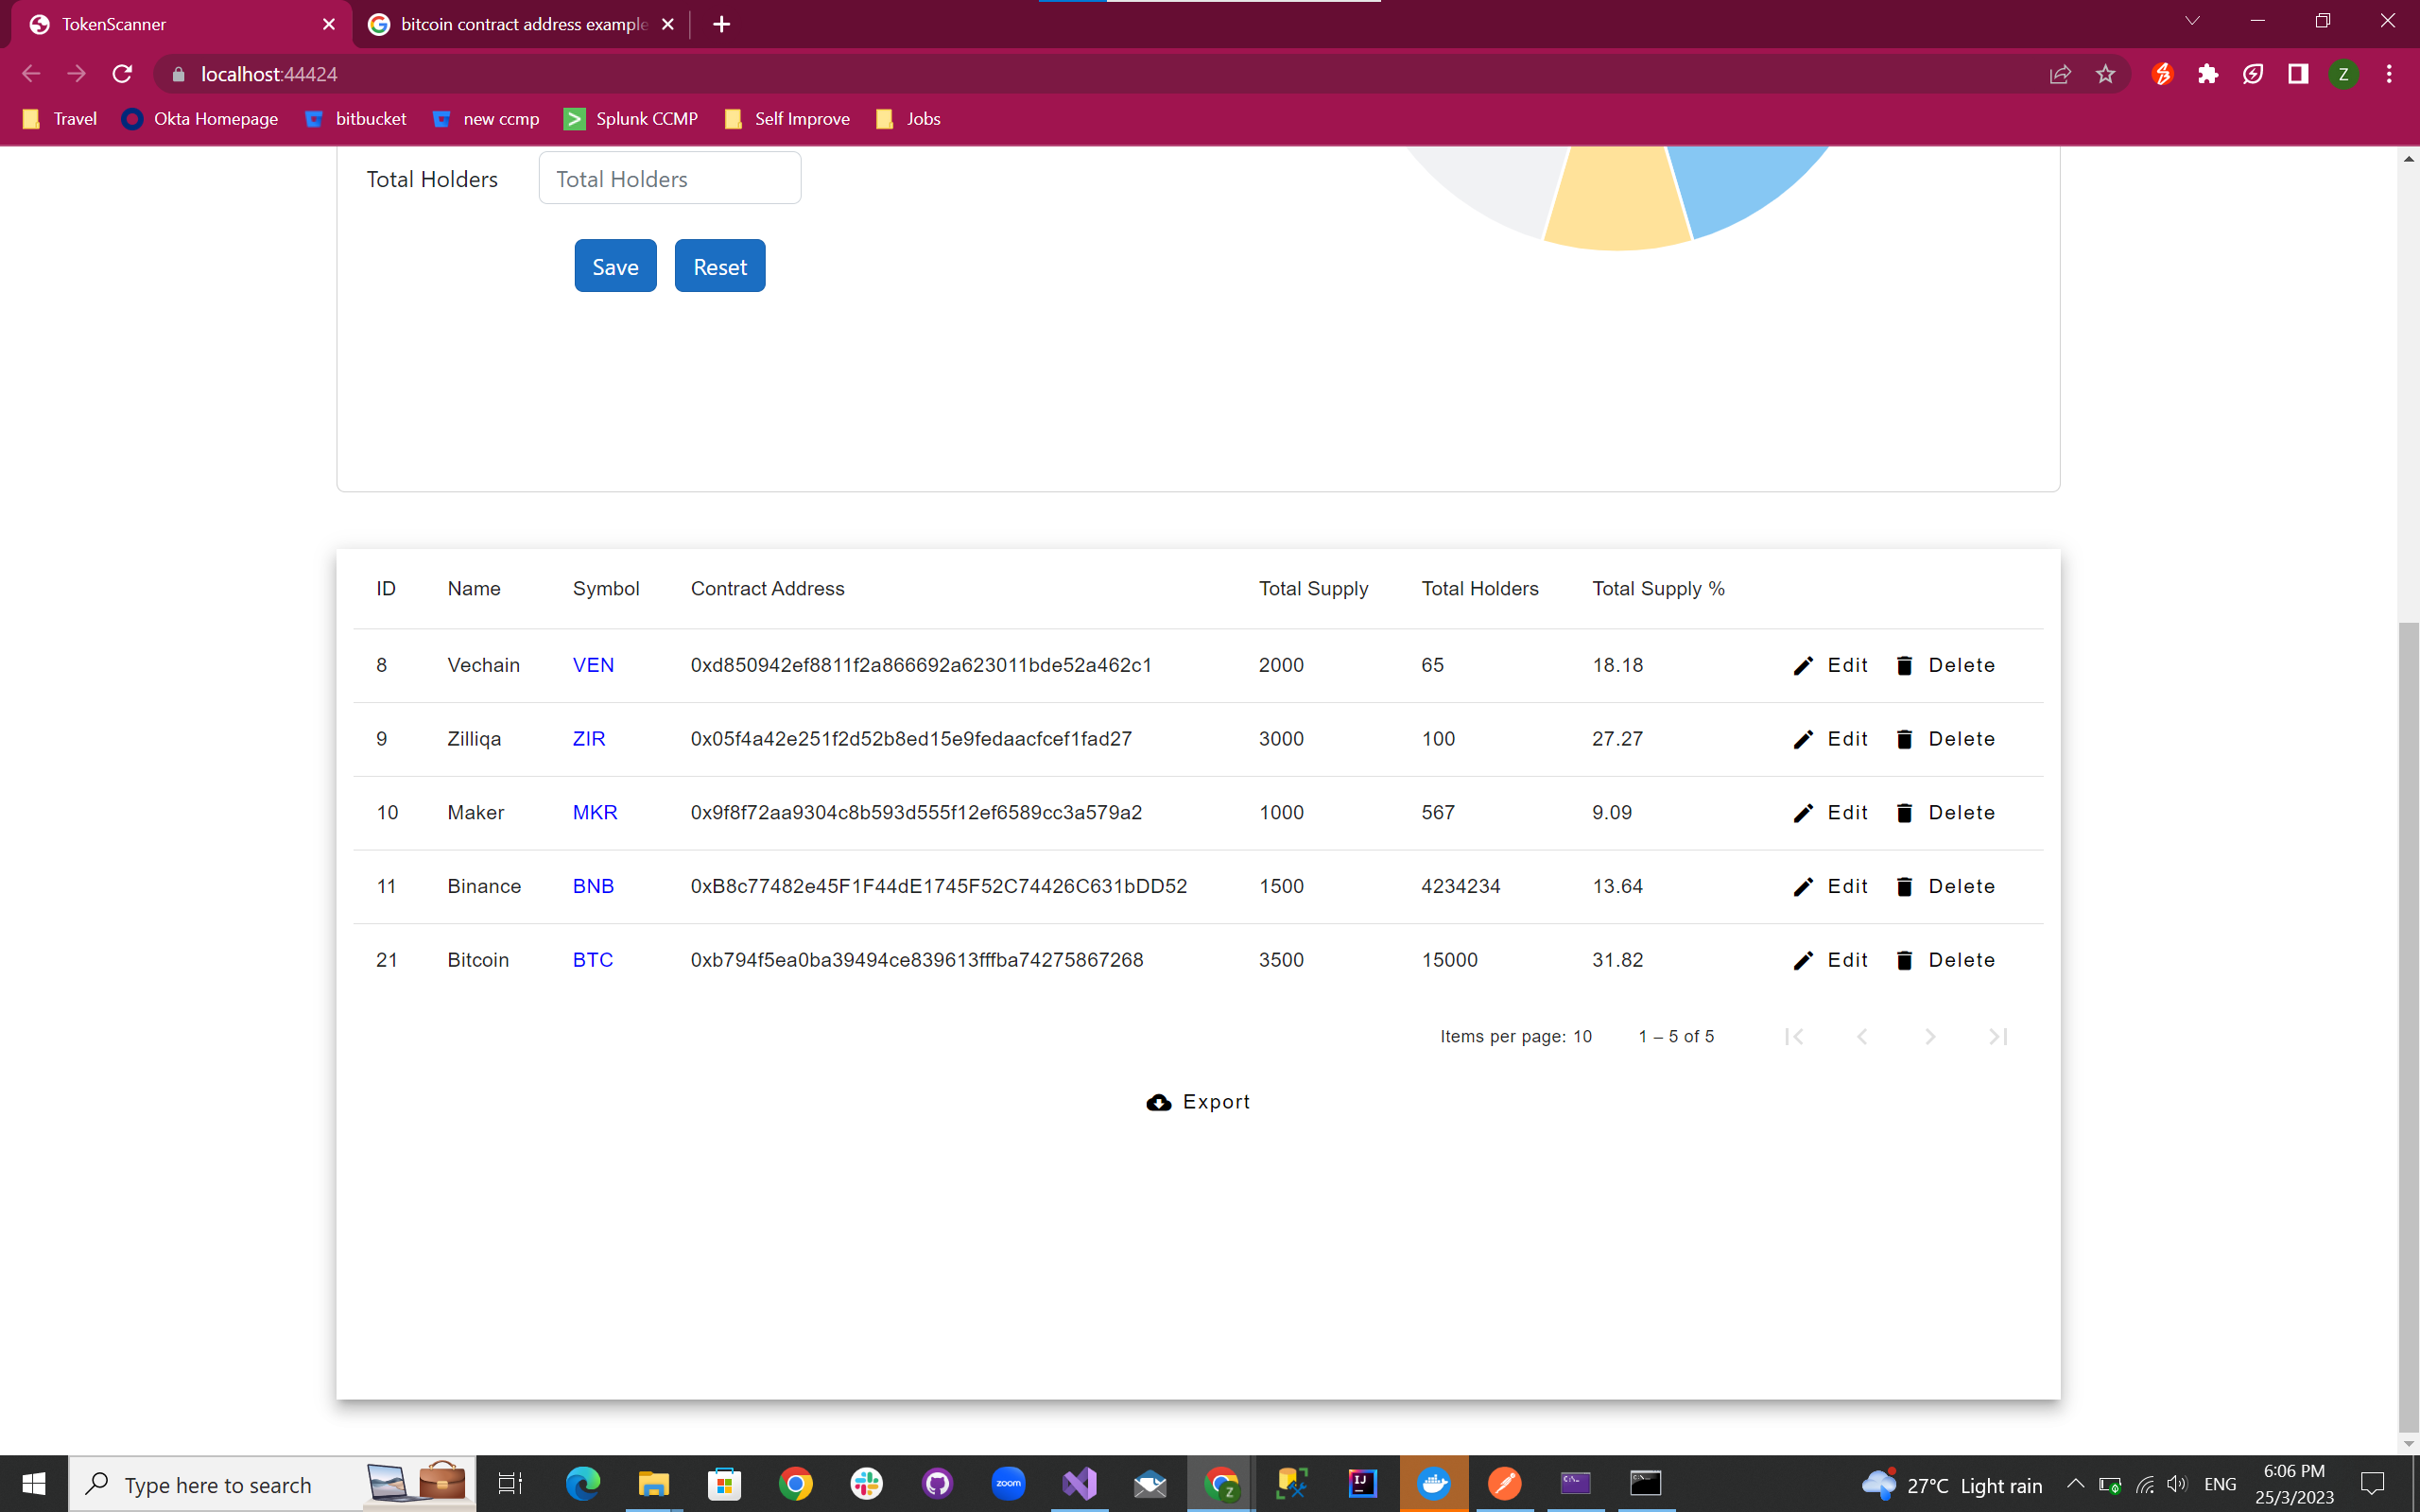 TokenScanner bitcoin contract address example
localhost:44424
Travel Okta Homepage bitbucket new ccmp Splunk CCMP Self Improve Jobs
Total Holders Total Holders
Save Reset
ID Name Symbol Contract Address Total Supply Total Holders Total Supply %
8 Vechain VEN 0xd850942ef8811f2a866692a623011bde52a462c1 2000 65 18.18 Edit Delete
9 Zilliqa ZIR 0x05f4a42e251f2d52b8ed15e9fedaacfcef1fad27 3000 100 27.27 Edit Delete
10 Maker MKR 0x9f8f72aa9304c8b593d555f12ef6589cc3a579a2 1000 567 9.09 Edit Delete
11 Binance BNB 0xB8c77482e45F1F44dE1745F52C74426C631bDD52 1500 4234234 13.64 Edit Delete
21 Bitcoin BTC 0xb794f5ea0ba39494ce839613fffba74275867268 3500 15000 31.82 Edit Delete
Items per page: 10 1 – 5 of 5
Export
Type here to search zoom 27°C Light rain ENG 6:06 PM
25/3/2023